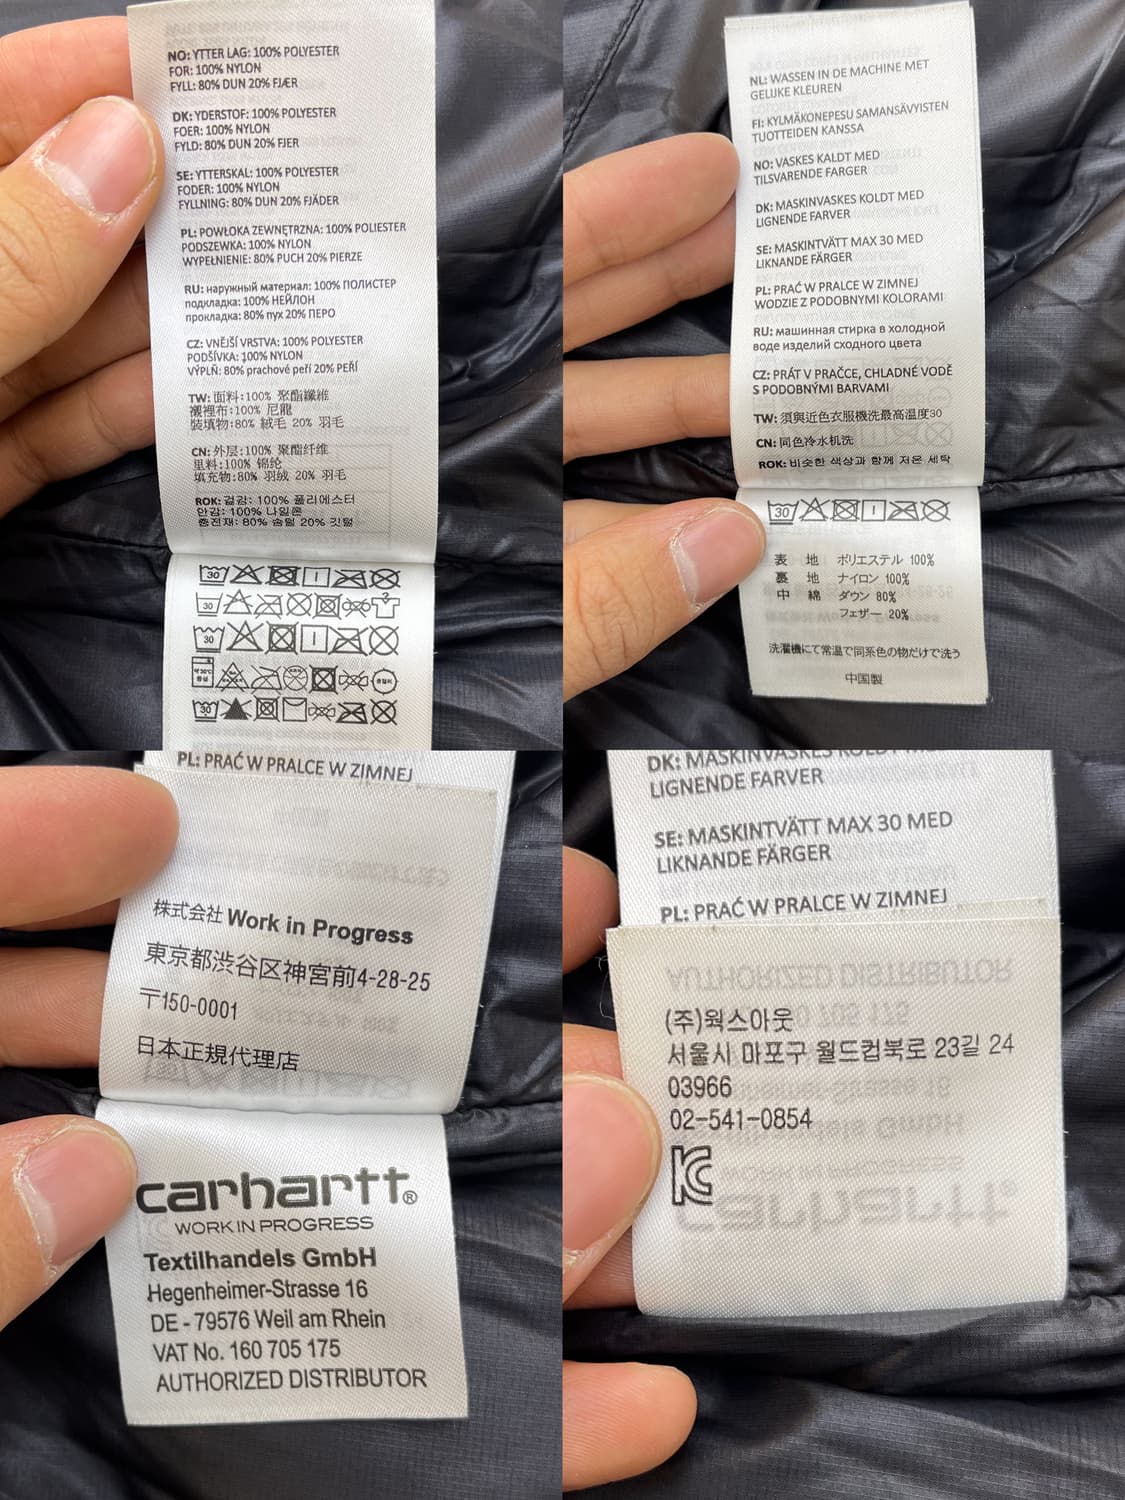 NO: YTTER LAG: 100% POLYESTER
FOR: 100% NYLON
FYLL: 80% DUN 20% FJÆR
DK: YDERSTOF: 100% POLYESTER
FOER: 100% NYLON
FYLD: 80% DUN 20% FJER
SE: YTTERSKAL: 100% POLYESTER
FODER: 100% NYLON
FYLLNING: 80% DUN 20% FJÄDER
PL: POWŁOKA ZEWNĘTRZNA: 100% POLIESTER
PODSZEWKA: 100% NYLON
WYPEŁNIENIE: 80% PUCH 20% PIERZE
RU: наружный материал: 100% ПОЛИСТЕР
подкладка: 100% НЕЙЛОН
прокладка: 80% пух 20% ПЕРО
CZ: VNĚJŠÍ VRSTVA: 100% POLYESTER
PODŠÍVKA: 100% NYLON
VÝPLŇ: 80% prachové peří 20% PEŘÍ
TW: 面料:100% 聚酯纖維
襯裡布:100% 尼龍
裝填物:80% 絨毛 20% 羽毛
CN: 外层:100% 聚酯纤维
里料:100% 锦纶
填充物:80% 羽绒 20% 羽毛
ROK: 겉감: 100% 폴리에스터
안감: 100% 나일론
충전재: 80% 솜털 20% 깃털
30
30
30
약 30℃
중성
30
NL: WASSEN IN DE MACHINE MET
GELIJKE KLEUREN
FI: KYLMÄKONEPESU SAMANSÄVYISTEN
TUOTTEIDEN KANSSA
NO: VASKES KALDT MED
TILSVARENDE FARGER
DK: MASKINVASKES KOLDT MED
LIGNENDE FARVER
SE: MASKINTVÄTT MAX 30 MED
LIKNANDE FÄRGER
PL: PRAĆ W PRALCE W ZIMNEJ
WODZIE Z PODOBNYMI KOLORAMI
RU: машинная стирка в холодной
воде изделий сходного цвета
CZ: PRÁT V PRAČCE, CHLADNÉ VODĚ
S PODOBNÝMI BARVAMI
TW: 須與近色衣服機洗最高溫度30
CN: 同色冷水机洗
ROK: 비슷한 색상과 함께 저온 세탁
30
表 地 ポリエステル 100%
裏 地 ナイロン 100%
中 綿 ダウン 80%
フェザー 20%
洗濯機にて常温で同系色の物だけで洗う
中国製
PL: PRAĆ W PRALCE W ZIMNEJ
株式会社 Work in Progress
東京都渋谷区神宮前4-28-25
〒150-0001
日本正規代理店
carhartt®
WORK IN PROGRESS
Textilhandels GmbH
Hegenheimer-Strasse 16
DE - 79576 Weil am Rhein
VAT No. 160 705 175
AUTHORIZED DISTRIBUTOR
DK: MASKINVASKES KOLDT
LIGNENDE FARVER
SE: MASKINTVÄTT MAX 30 MED
LIKNANDE FÄRGER
PL: PRAĆ W PRALCE W ZIMNEJ
(주)웍스아웃
서울시 마포구 월드컵북로 23길 24
03966
02-541-0854